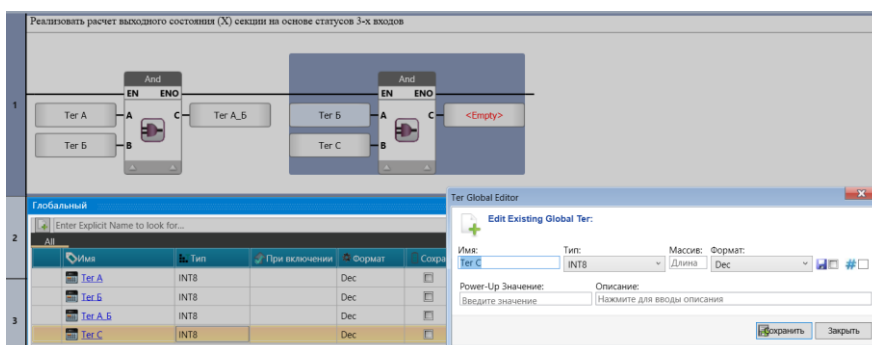 Реализовать расчет выходного состояния (X) секции на основе статусов 3-х входов
And
And
EN ENO
EN ENO
1
Тег А
A
C
Тег А_Б
Тег Б
A
C
<Empty>
Тег Б
B
Тег С
B
Глобальный
Ter Global Editor
Enter Explicit Name to look for...
Edit Existing Global Ter:
2
All
Имя
Тип
При включении
Формат
Сохра
Имя:
Тип:
Массив:
Формат:
Тег С
INT8
Длина
Dec
#
Тег А
INT8
Dec
Power-Up Значение:
Описание:
Тег Б
INT8
Dec
Введите значение
Нажмите для вводы описания
3
Тег А_Б
INT8
Dec
Тег С
INT8
Dec
Сохранить
Закрыть